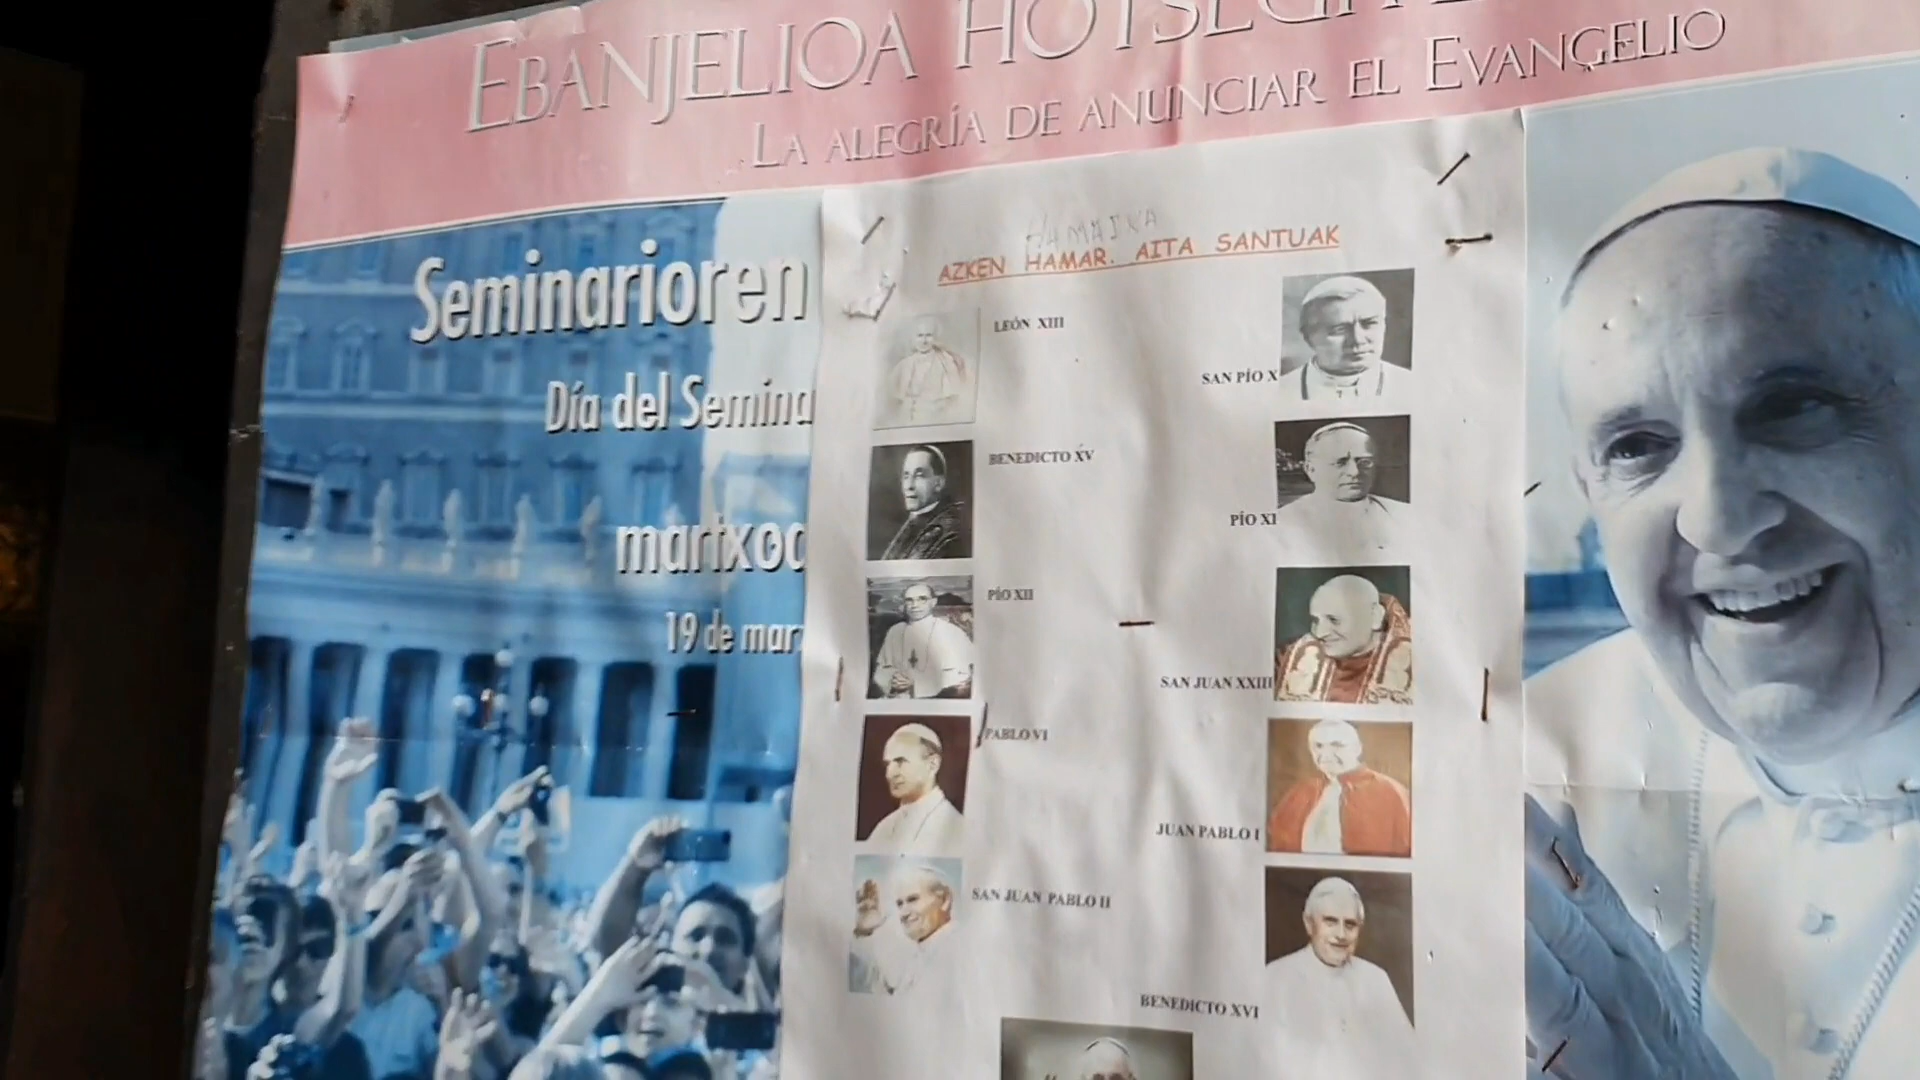 EBANJELIOA
LA ALEGRÍA DE ANUNCIAR EL EVANGELIO
Seminarioren
Día del Semina
martxoa
19 de mar
HAMAIKA
AZKEN HAMAR. AITA SANTUAK
LEÓN XIII
SAN PÍO X
BENEDICTO XV
PÍO XI
PÍO XII
SAN JUAN XXIII
PABLO VI
JUAN PABLO I
SAN JUAN PABLO II
BENEDICTO XVI